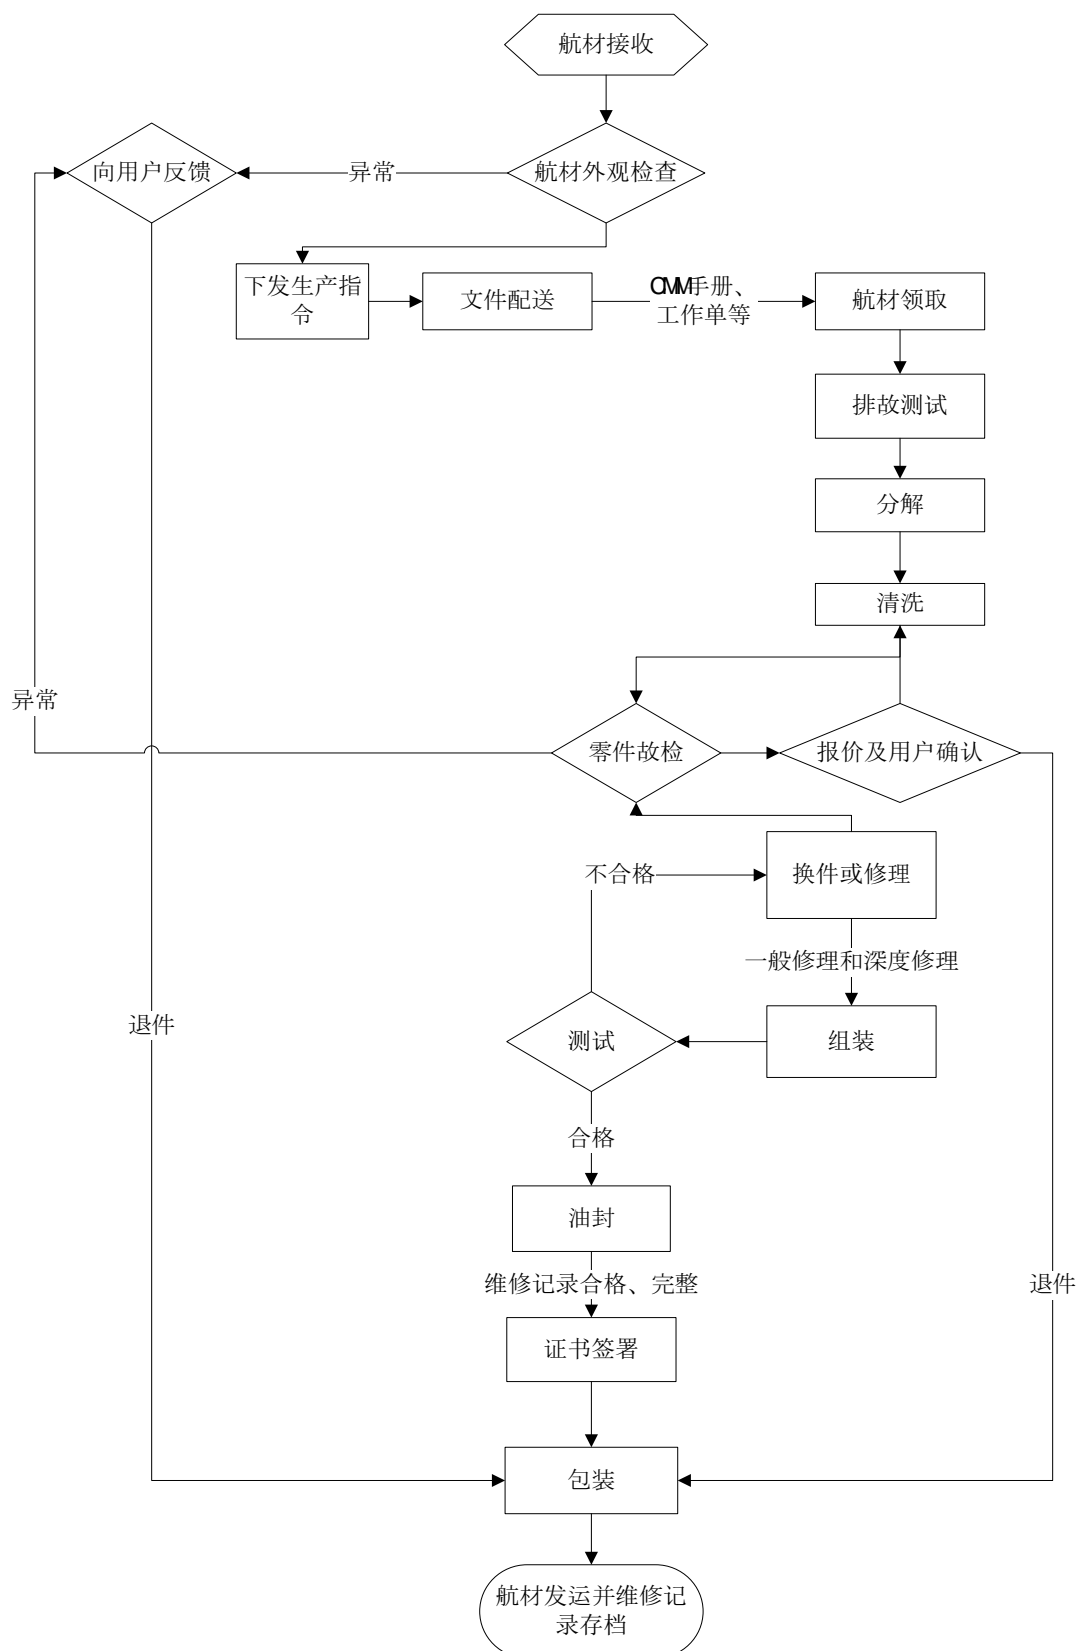 航材接收
向用户反馈
异常
航材外观检查
下发生产指
令
文件配送
CMM手册、
工作单等
航材领取
排故测试
分解
清洗
异常
零件故检
报价及用户确认
不合格
换件或修理
一般修理和深度修理
退件
测试
组装
合格
油封
维修记录合格、完整
退件
证书签署
包装
航材发运并维修记
录存档